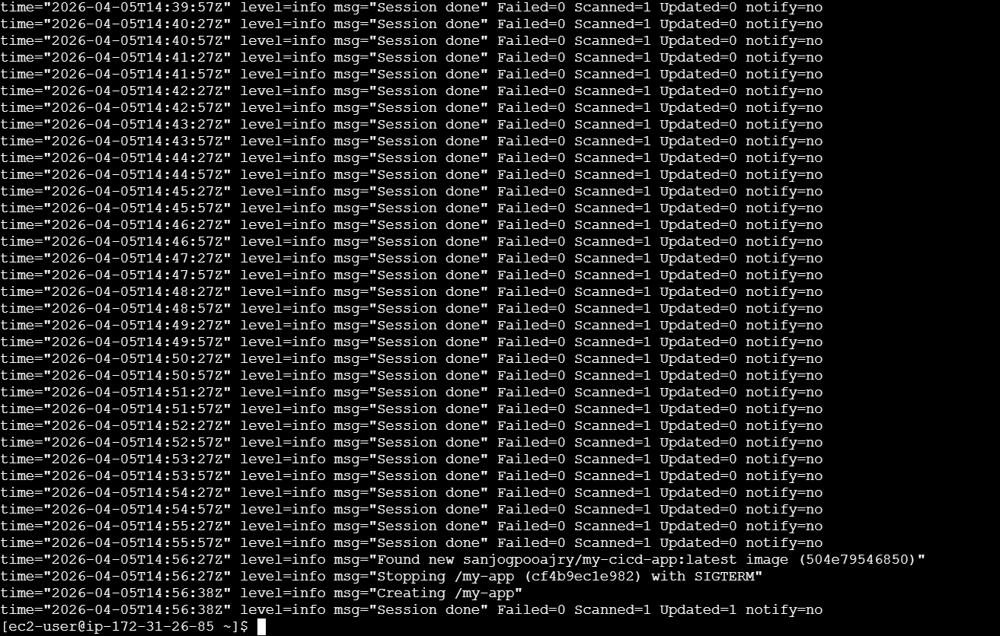 time="2026-04-05T14:39:57Z" level=info msg="Session done" Failed=0 Scanned=1 Updated=0 notify=no
time="2026-04-05T14:40:27Z" level=info msg="Session done" Failed=0 Scanned=1 Updated=0 notify=no
time="2026-04-05T14:40:57Z" level=info msg="Session done" Failed=0 Scanned=1 Updated=0 notify=no
time="2026-04-05T14:41:27Z" level=info msg="Session done" Failed=0 Scanned=1 Updated=0 notify=no
time="2026-04-05T14:41:57Z" level=info msg="Session done" Failed=0 Scanned=1 Updated=0 notify=no
time="2026-04-05T14:42:27Z" level=info msg="Session done" Failed=0 Scanned=1 Updated=0 notify=no
time="2026-04-05T14:42:57Z" level=info msg="Session done" Failed=0 Scanned=1 Updated=0 notify=no
time="2026-04-05T14:43:27Z" level=info msg="Session done" Failed=0 Scanned=1 Updated=0 notify=no
time="2026-04-05T14:43:57Z" level=info msg="Session done" Failed=0 Scanned=1 Updated=0 notify=no
time="2026-04-05T14:44:27Z" level=info msg="Session done" Failed=0 Scanned=1 Updated=0 notify=no
time="2026-04-05T14:44:57Z" level=info msg="Session done" Failed=0 Scanned=1 Updated=0 notify=no
time="2026-04-05T14:45:27Z" level=info msg="Session done" Failed=0 Scanned=1 Updated=0 notify=no
time="2026-04-05T14:45:57Z" level=info msg="Session done" Failed=0 Scanned=1 Updated=0 notify=no
time="2026-04-05T14:46:27Z" level=info msg="Session done" Failed=0 Scanned=1 Updated=0 notify=no
time="2026-04-05T14:46:57Z" level=info msg="Session done" Failed=0 Scanned=1 Updated=0 notify=no
time="2026-04-05T14:47:27Z" level=info msg="Session done" Failed=0 Scanned=1 Updated=0 notify=no
time="2026-04-05T14:47:57Z" level=info msg="Session done" Failed=0 Scanned=1 Updated=0 notify=no
time="2026-04-05T14:48:27Z" level=info msg="Session done" Failed=0 Scanned=1 Updated=0 notify=no
time="2026-04-05T14:48:57Z" level=info msg="Session done" Failed=0 Scanned=1 Updated=0 notify=no
time="2026-04-05T14:49:27Z" level=info msg="Session done" Failed=0 Scanned=1 Updated=0 notify=no
time="2026-04-05T14:49:57Z" level=info msg="Session done" Failed=0 Scanned=1 Updated=0 notify=no
time="2026-04-05T14:50:27Z" level=info msg="Session done" Failed=0 Scanned=1 Updated=0 notify=no
time="2026-04-05T14:50:57Z" level=info msg="Session done" Failed=0 Scanned=1 Updated=0 notify=no
time="2026-04-05T14:51:27Z" level=info msg="Session done" Failed=0 Scanned=1 Updated=0 notify=no
time="2026-04-05T14:51:57Z" level=info msg="Session done" Failed=0 Scanned=1 Updated=0 notify=no
time="2026-04-05T14:52:27Z" level=info msg="Session done" Failed=0 Scanned=1 Updated=0 notify=no
time="2026-04-05T14:52:57Z" level=info msg="Session done" Failed=0 Scanned=1 Updated=0 notify=no
time="2026-04-05T14:53:27Z" level=info msg="Session done" Failed=0 Scanned=1 Updated=0 notify=no
time="2026-04-05T14:53:57Z" level=info msg="Session done" Failed=0 Scanned=1 Updated=0 notify=no
time="2026-04-05T14:54:27Z" level=info msg="Session done" Failed=0 Scanned=1 Updated=0 notify=no
time="2026-04-05T14:54:57Z" level=info msg="Session done" Failed=0 Scanned=1 Updated=0 notify=no
time="2026-04-05T14:55:27Z" level=info msg="Session done" Failed=0 Scanned=1 Updated=0 notify=no
time="2026-04-05T14:55:57Z" level=info msg="Session done" Failed=0 Scanned=1 Updated=0 notify=no
time="2026-04-05T14:56:27Z" level=info msg="Found new sanjogpooajry/my-cicd-app:latest image (504e79546850)"
time="2026-04-05T14:56:27Z" level=info msg="Stopping /my-app (cf4b9ec1e982) with SIGTERM"
time="2026-04-05T14:56:38Z" level=info msg="Creating /my-app"
time="2026-04-05T14:56:38Z" level=info msg="Session done" Failed=0 Scanned=1 Updated=1 notify=no
[ec2-user@ip-172-31-26-85 ~]$